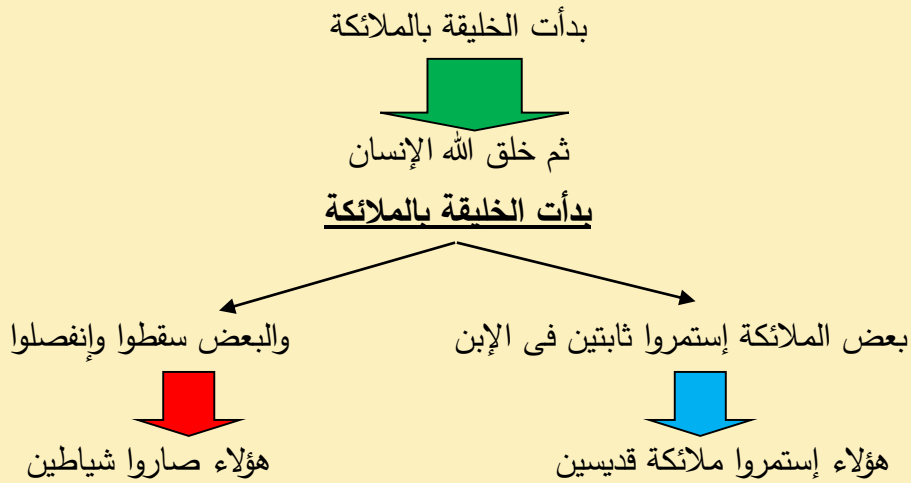 بدأت الخليقة بالملائكة
ثم خلق الله الإنسان
بدأت الخليقة بالملائكة
بعض الملائكة إستمروا ثابتين فى الإبن
والبعض سقطوا وإنفصلوا
هؤلاء إستمروا ملائكة قديسين
هؤلاء صاروا شياطين